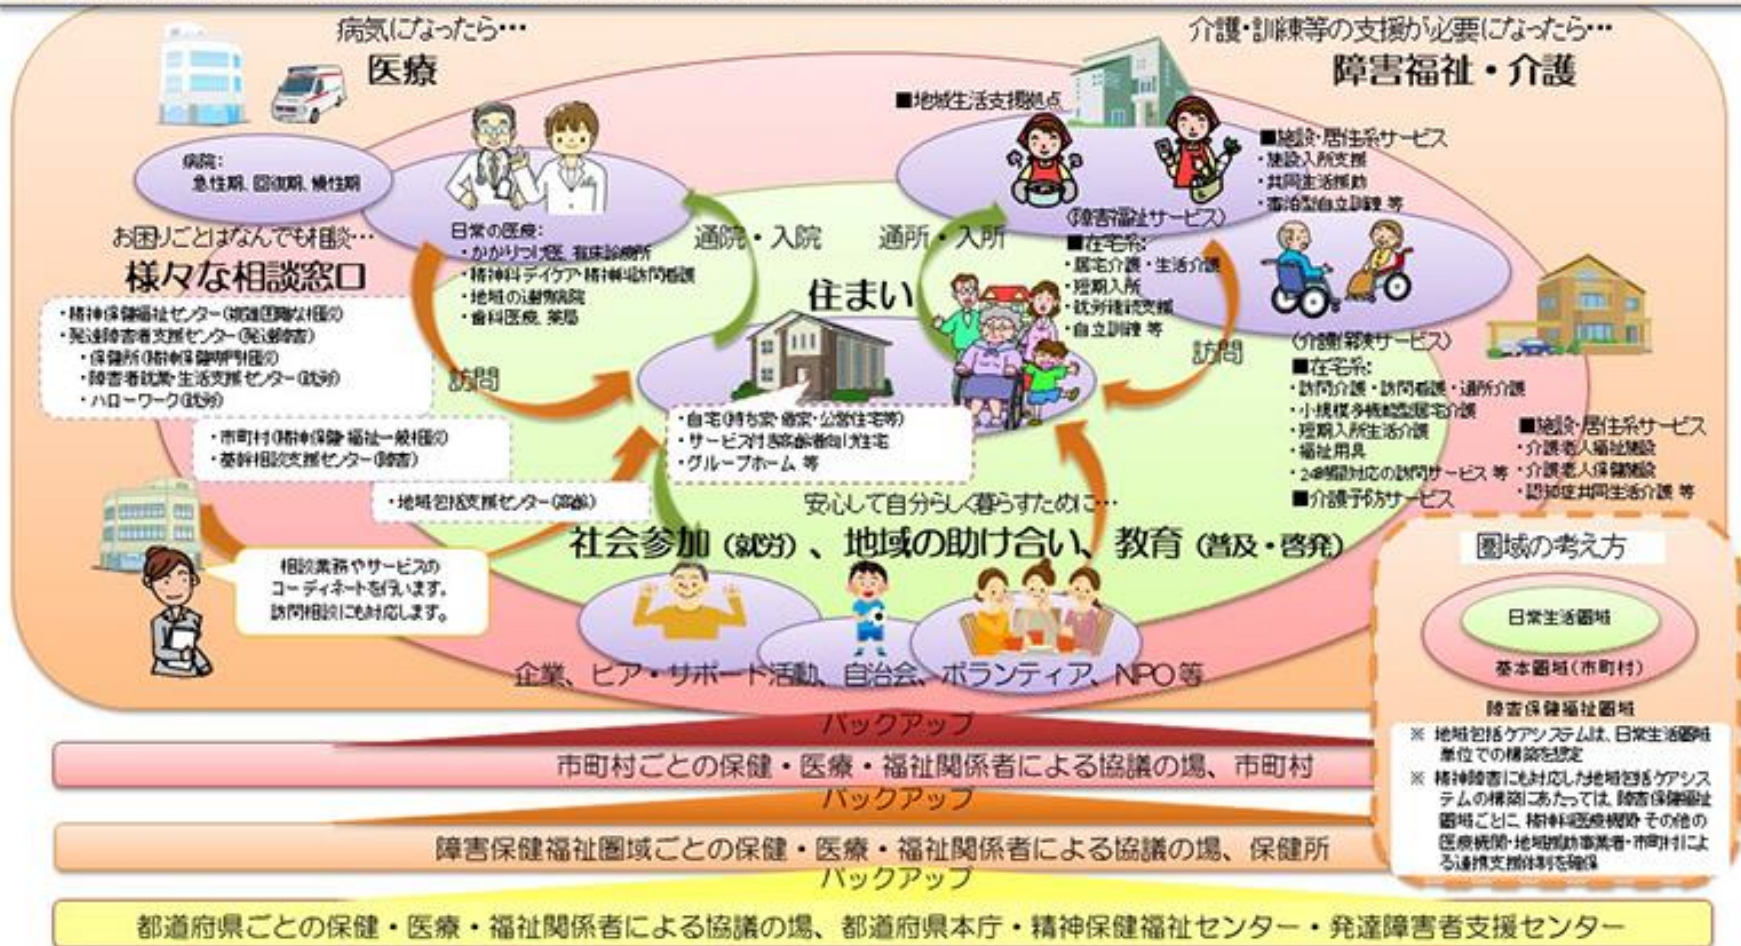 病気になったら…
医療
介護・訓練等の支援が必要になったら…
障害福祉・介護
病院:
急性期、回復期、慢性期
日常の医療:
・かかりつけ医、有床診療所
・精神科デイケア・精神科訪問看護
・地域の連携病院
・歯科医療、薬局
■地域生活支援拠点
■施設・居住系サービス
・施設入所支援
・共同生活援助
・宿泊型自立訓練 等
(障害福祉サービス)
■在宅系:
・居宅介護・生活介護
・短期入所
・就労継続支援
・自立訓練 等
通院・入院
通所・入所
住まい
訪問
訪問
お困りごとはなんでも相談…
様々な相談窓口
・精神保健福祉センター(複雑困難な相談)
・発達障害者支援センター(発達障害)
・保健所(精神保健専門相談)
・障害者就業・生活支援センター(就労)
・ハローワーク(就労)
・市町村(精神保健・福祉一般相談)
・基幹相談支援センター(障害)
・地域包括支援センター(高齢)
・自宅(持ち家・借家・公営住宅等)
・サービス付き高齢者向け住宅
・グループホーム 等
(介護保険サービス)
■在宅系:
・訪問介護・訪問看護・通所介護
・小規模多機能型居宅介護
・短期入所生活介護
・福祉用具
・24時間対応の訪問サービス 等
■介護予防サービス
■施設・居住系サービス
・介護老人福祉施設
・介護老人保健施設
・認知症共同生活介護 等
相談業務やサービスの
コーディネートを行います。
訪問相談にも対応します。
安心して自分らしく暮らすために…
社会参加(就労)、地域の助け合い、教育(普及・啓発)
企業、ピア・サポート活動、自治会、ボランティア、NPO等
圏域の考え方
日常生活圏域
基本圏域(市町村)
障害保健福祉圏域
※ 地域包括ケアシステムは、日常生活圏域
単位での構築を想定
※ 精神障害にも対応した地域包括ケアシス
テムの構築にあたっては、障害保健福祉
圏域ごとに、精神科医療機関・その他の
医療機関・地域援助事業者・市町村によ
る連携支援体制を確保
バックアップ
市町村ごとの保健・医療・福祉関係者による協議の場、市町村
バックアップ
障害保健福祉圏域ごとの保健・医療・福祉関係者による協議の場、保健所
バックアップ
都道府県ごとの保健・医療・福祉関係者による協議の場、都道府県本庁・精神保健福祉センター・発達障害者支援センター